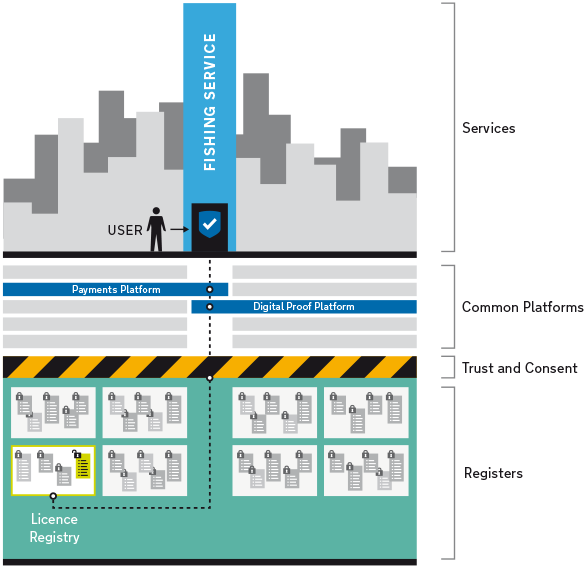 FISHING SERVICE
Services
USER
Payments Platform
Digital Proof Platform
Common Platforms
Trust and Consent
Registers
Licence
Registry